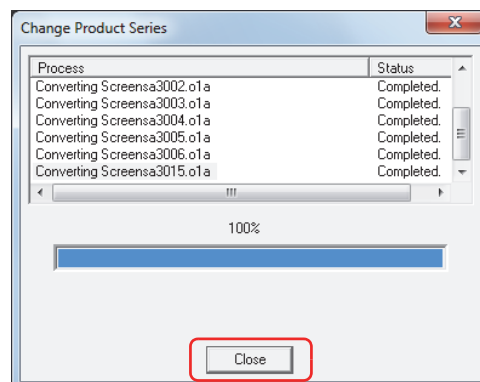 Change Product Series
Process Status
Converting Screensa3002.o1a Completed.
Converting Screensa3003.o1a Completed.
Converting Screensa3004.o1a Completed.
Converting Screensa3005.o1a Completed.
Converting Screensa3006.o1a Completed.
Converting Screensa3015.o1a Completed.
100%
Close